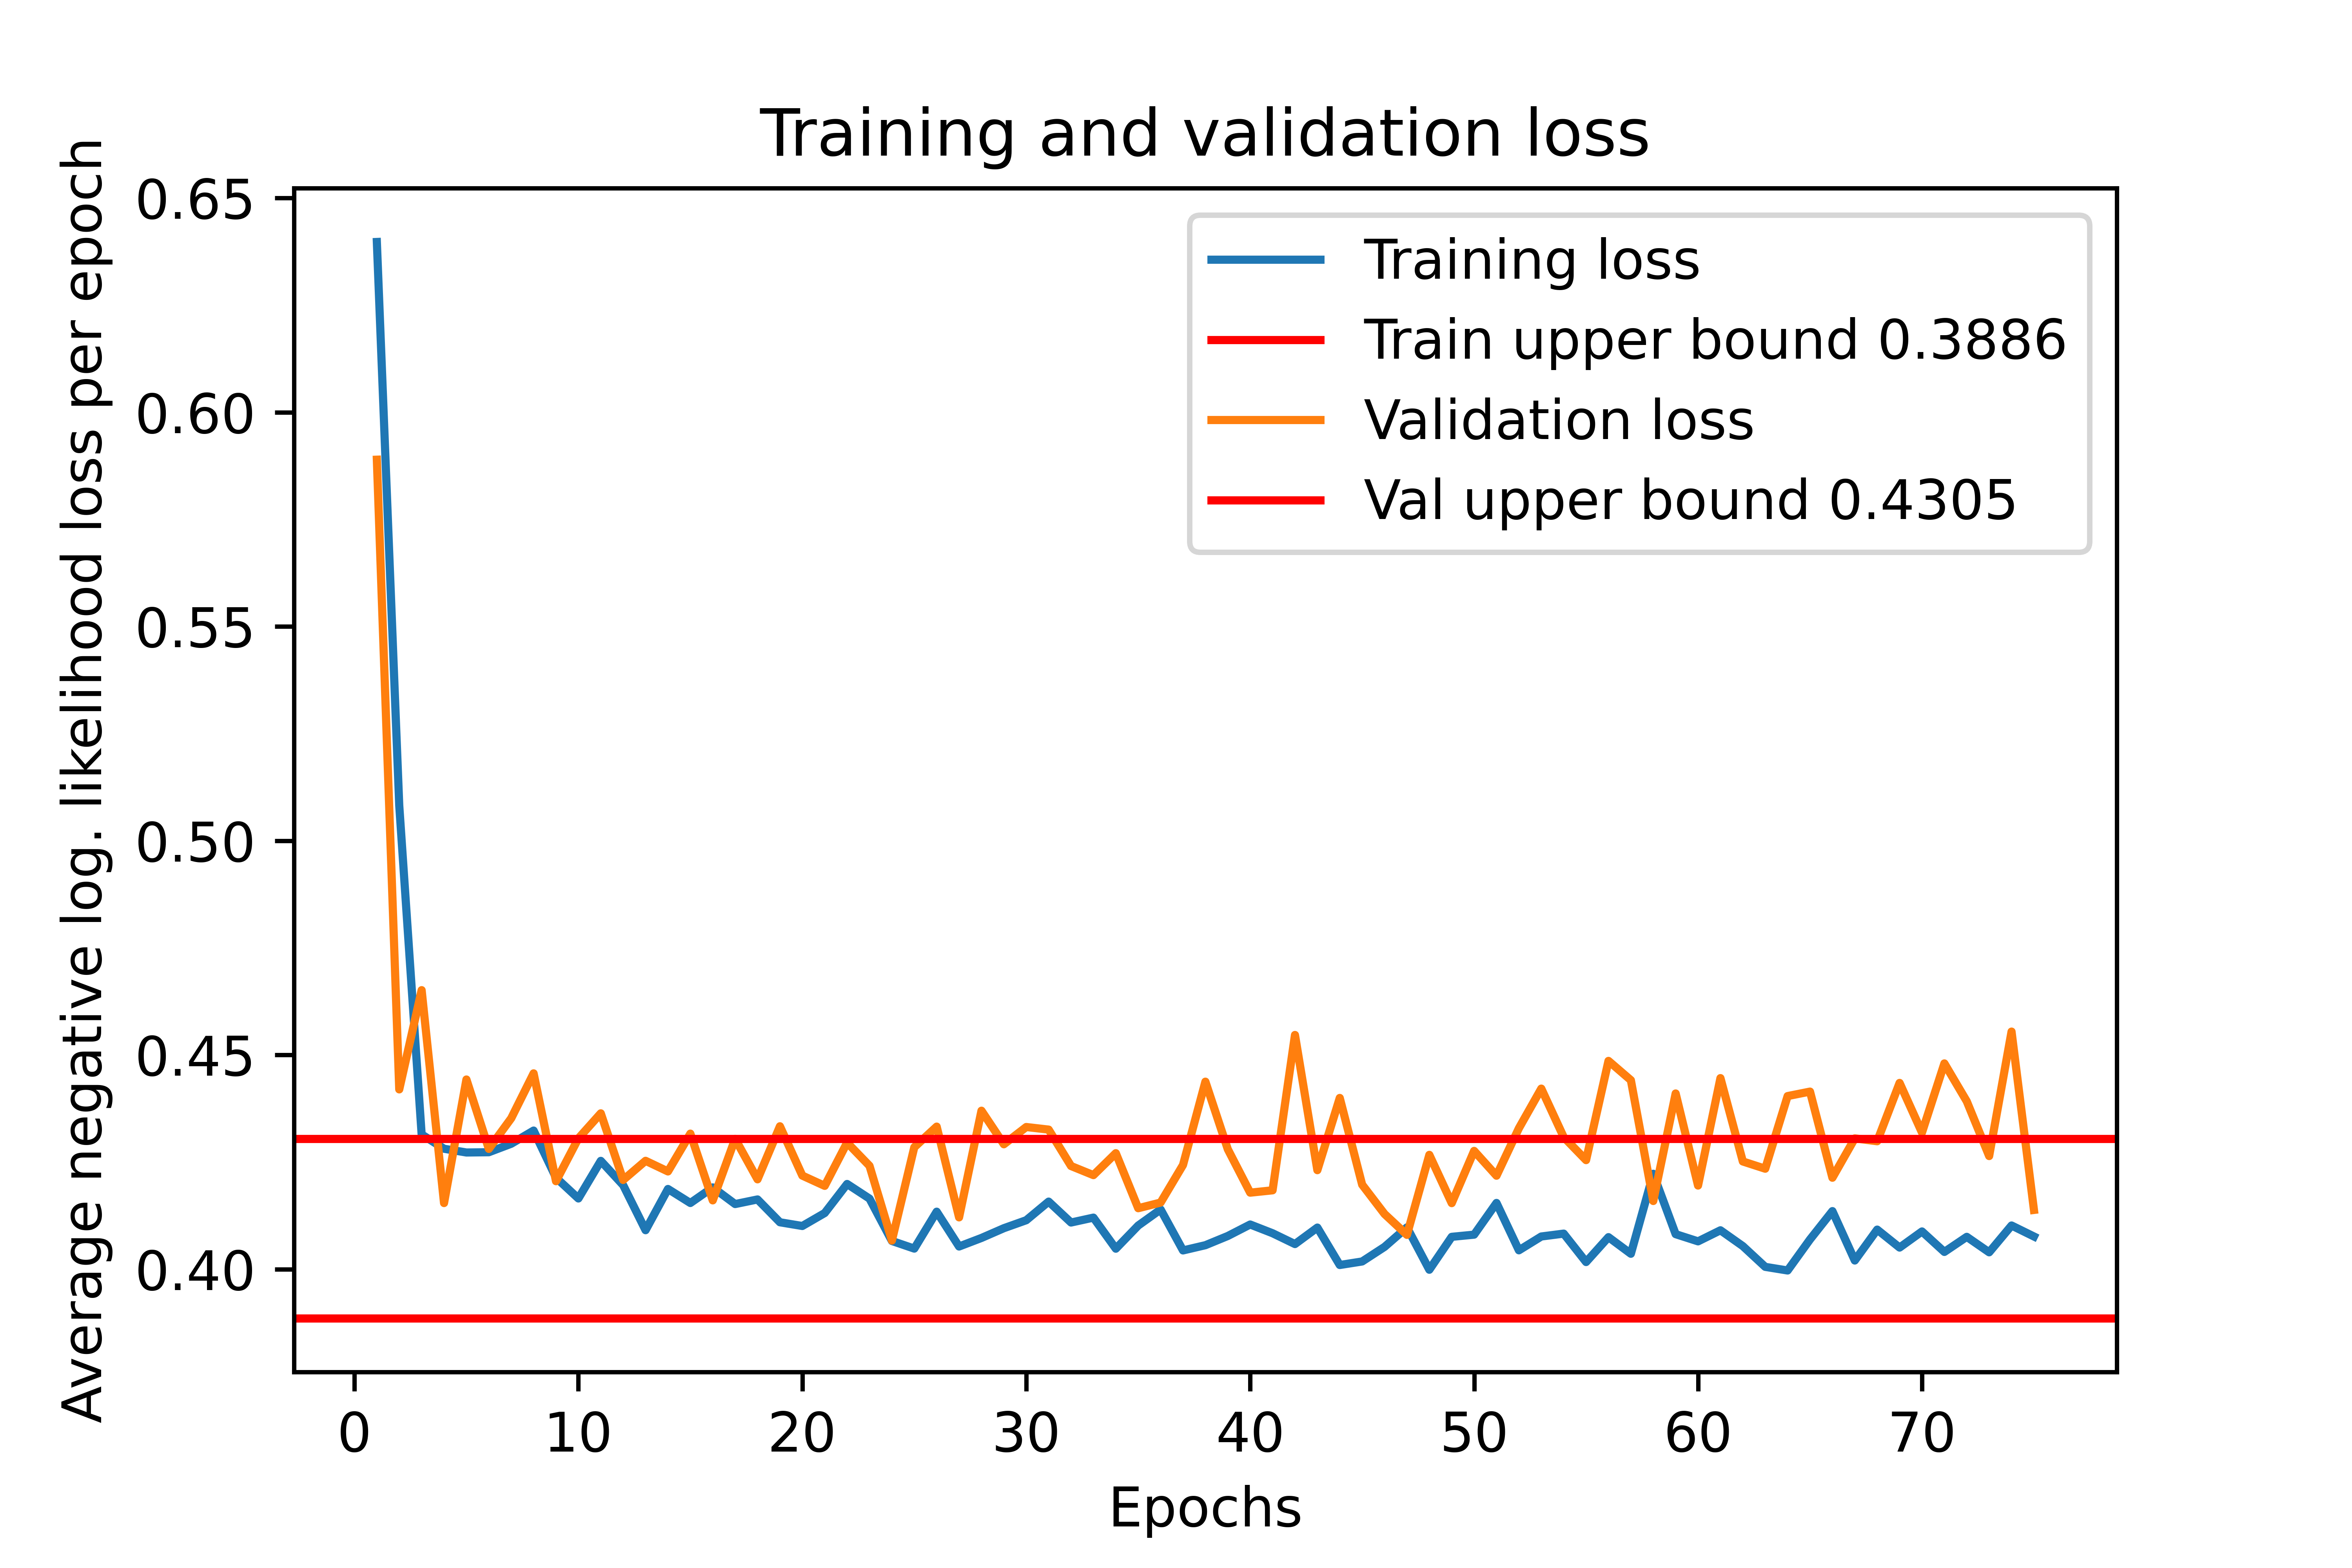 Training and validation loss
Average negative log. likelihood loss per epoch
0.65
0.60
0.55
0.50
0.45
0.40
Training loss
Train upper bound 0.3886
Validation loss
Val upper bound 0.4305
0 10 20 30 40 50 60 70
Epochs